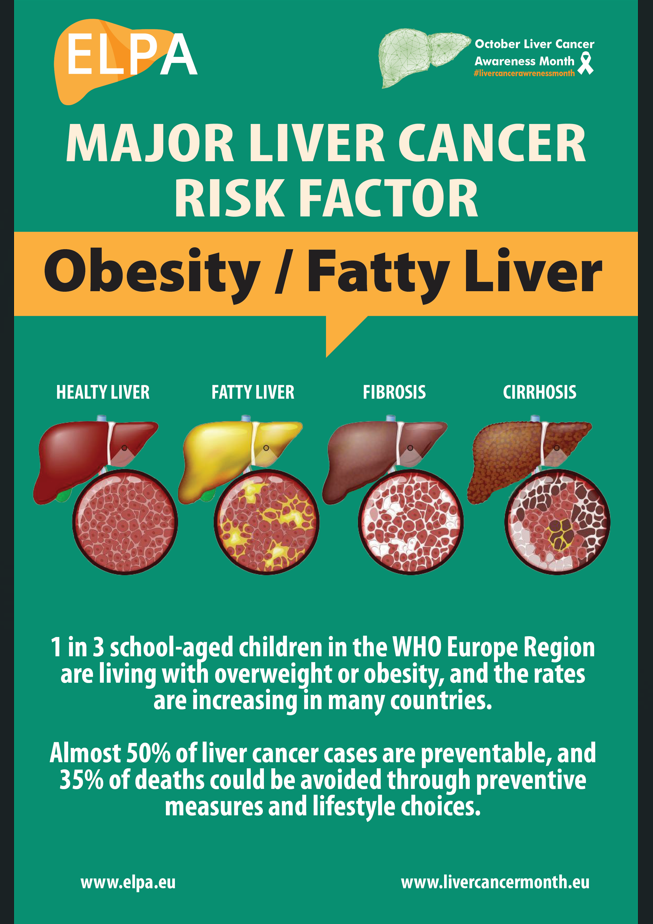 ELPA
October Liver Cancer
Awareness Month
#livercancerawrenessmonth
MAJOR LIVER CANCER
RISK FACTOR
Obesity / Fatty Liver
HEALTY LIVER
FATTY LIVER
FIBROSIS
CIRRHOSIS
1 in 3 school-aged children in the WHO Europe Region
are living with overweight or obesity, and the rates
are increasing in many countries.
Almost 50% of liver cancer cases are preventable, and
35% of deaths could be avoided through preventive
measures and lifestyle choices.
www.elpa.eu
www.livercancermonth.eu